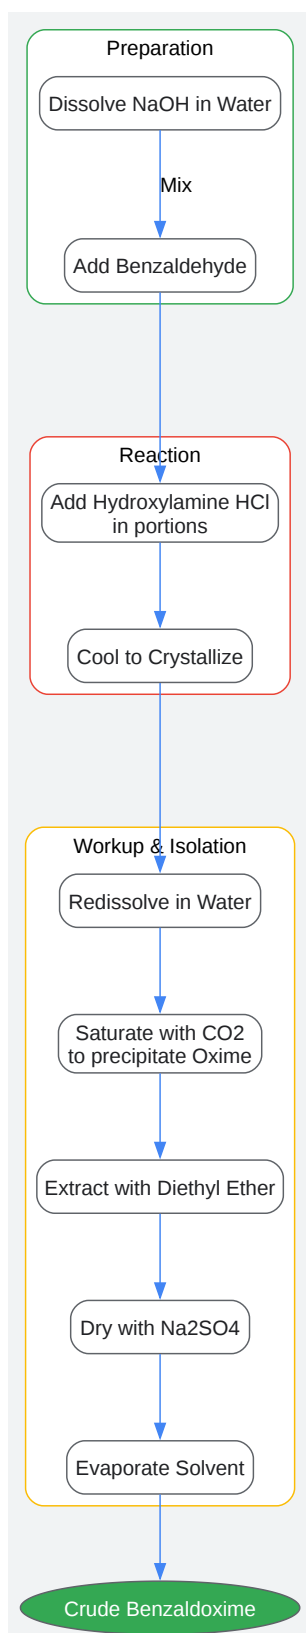 Preparation
Dissolve NaOH in Water
Mix
Add Benzaldehyde
Reaction
Add Hydroxylamine HCl
in portions
Cool to Crystallize
Workup & Isolation
Redissolve in Water
Saturate with CO2
to precipitate Oxime
Extract with Diethyl Ether
Dry with Na2SO4
Evaporate Solvent
Crude Benzaldoxime